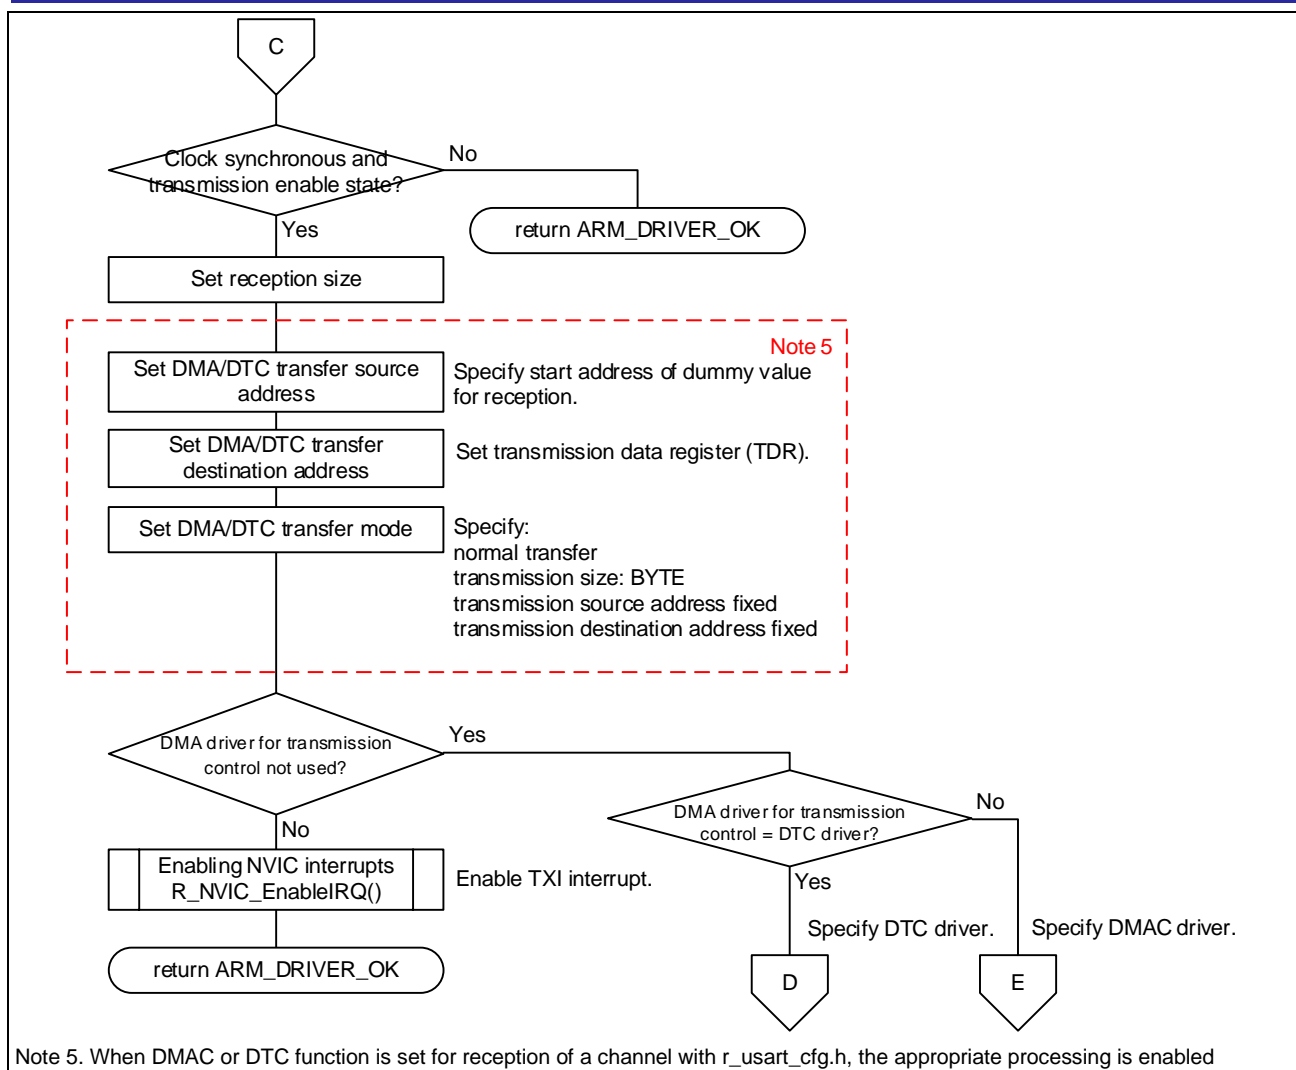 C
Clock synchronous and
transmission enable state?
No
return ARM_DRIVER_OK
Yes
Set reception size
Note 5
Set DMA/DTC transfer source
address
Specify start address of dummy value
for reception.
Set DMA/DTC transfer
destination address
Set transmission data register (TDR).
Set DMA/DTC transfer mode
Specify:
normal transfer
transmission size: BYTE
transmission source address fixed
transmission destination address fixed
DMA driver for transmission
control not used?
Yes
DMA driver for transmission
control = DTC driver?
No
No
Enabling NVIC interrupts
R_NVIC_EnableIRQ()
Enable TXI interrupt.
Yes
Specify DTC driver.
Specify DMAC driver.
return ARM_DRIVER_OK
D
E
Note 5. When DMAC or DTC function is set for reception of a channel with r_usart_cfg.h, the appropriate processing is enabled